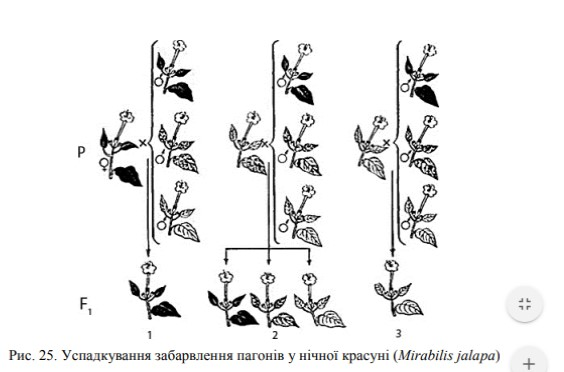 P
F1
1 2 3
Рис. 25. Успадкування забарвлення пагонів у нічної красуні (Mirabilis jalapa)